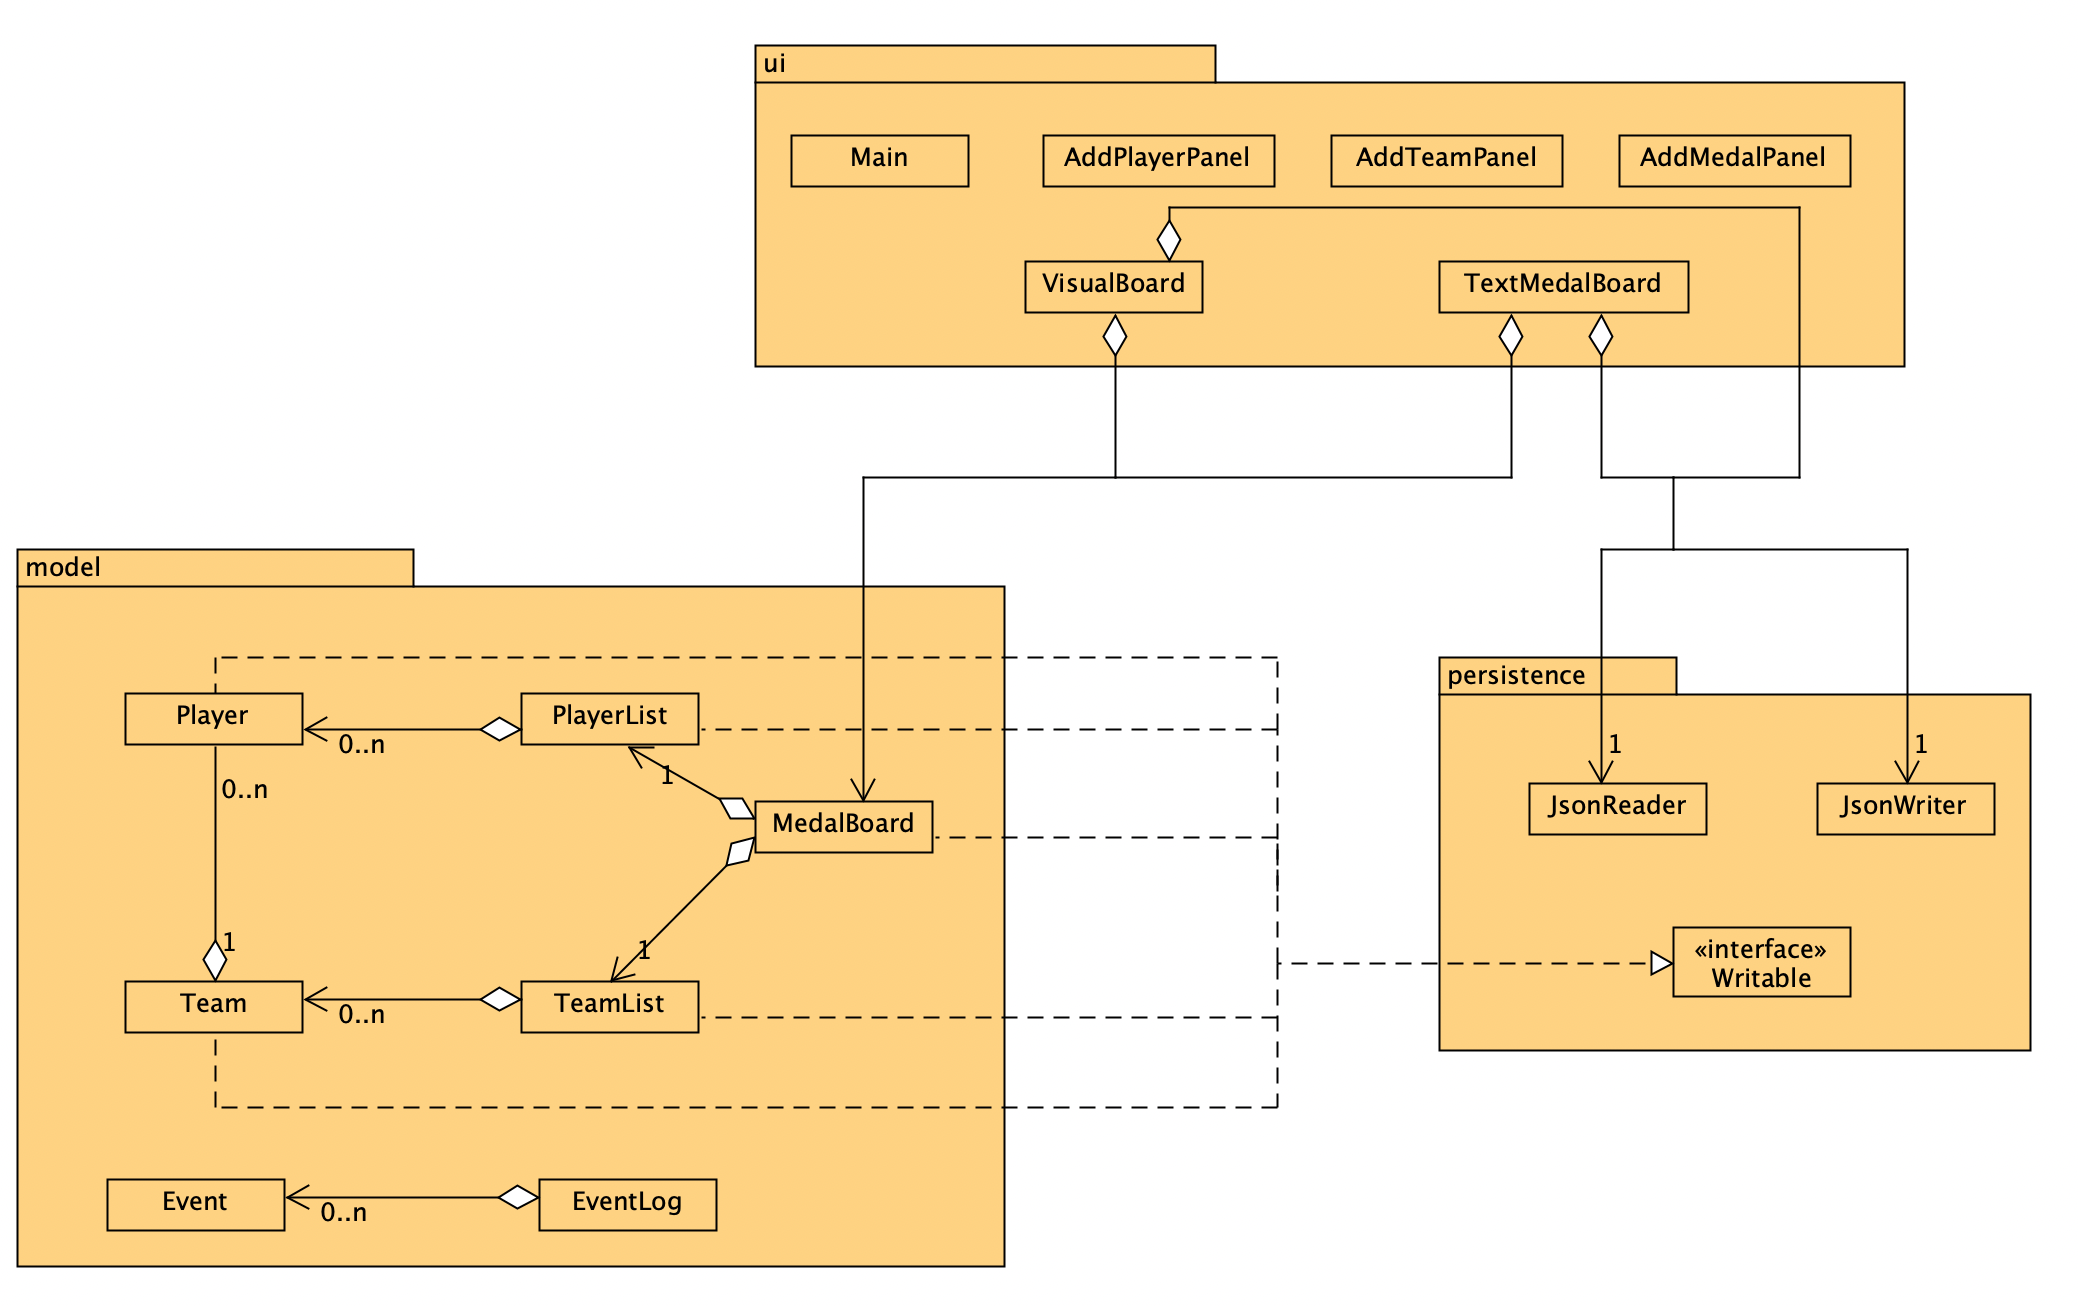 ui
Main
AddPlayerPanel
AddTeamPanel
AddMedalPanel
VisualBoard
TextMedalBoard
model
Player
0..n
PlayerList
1
MedalBoard
0..n
1
Team
0..n
TeamList
1
Event
0..n
EventLog
persistence
1
1
JsonReader
JsonWriter
«interface»
Writable